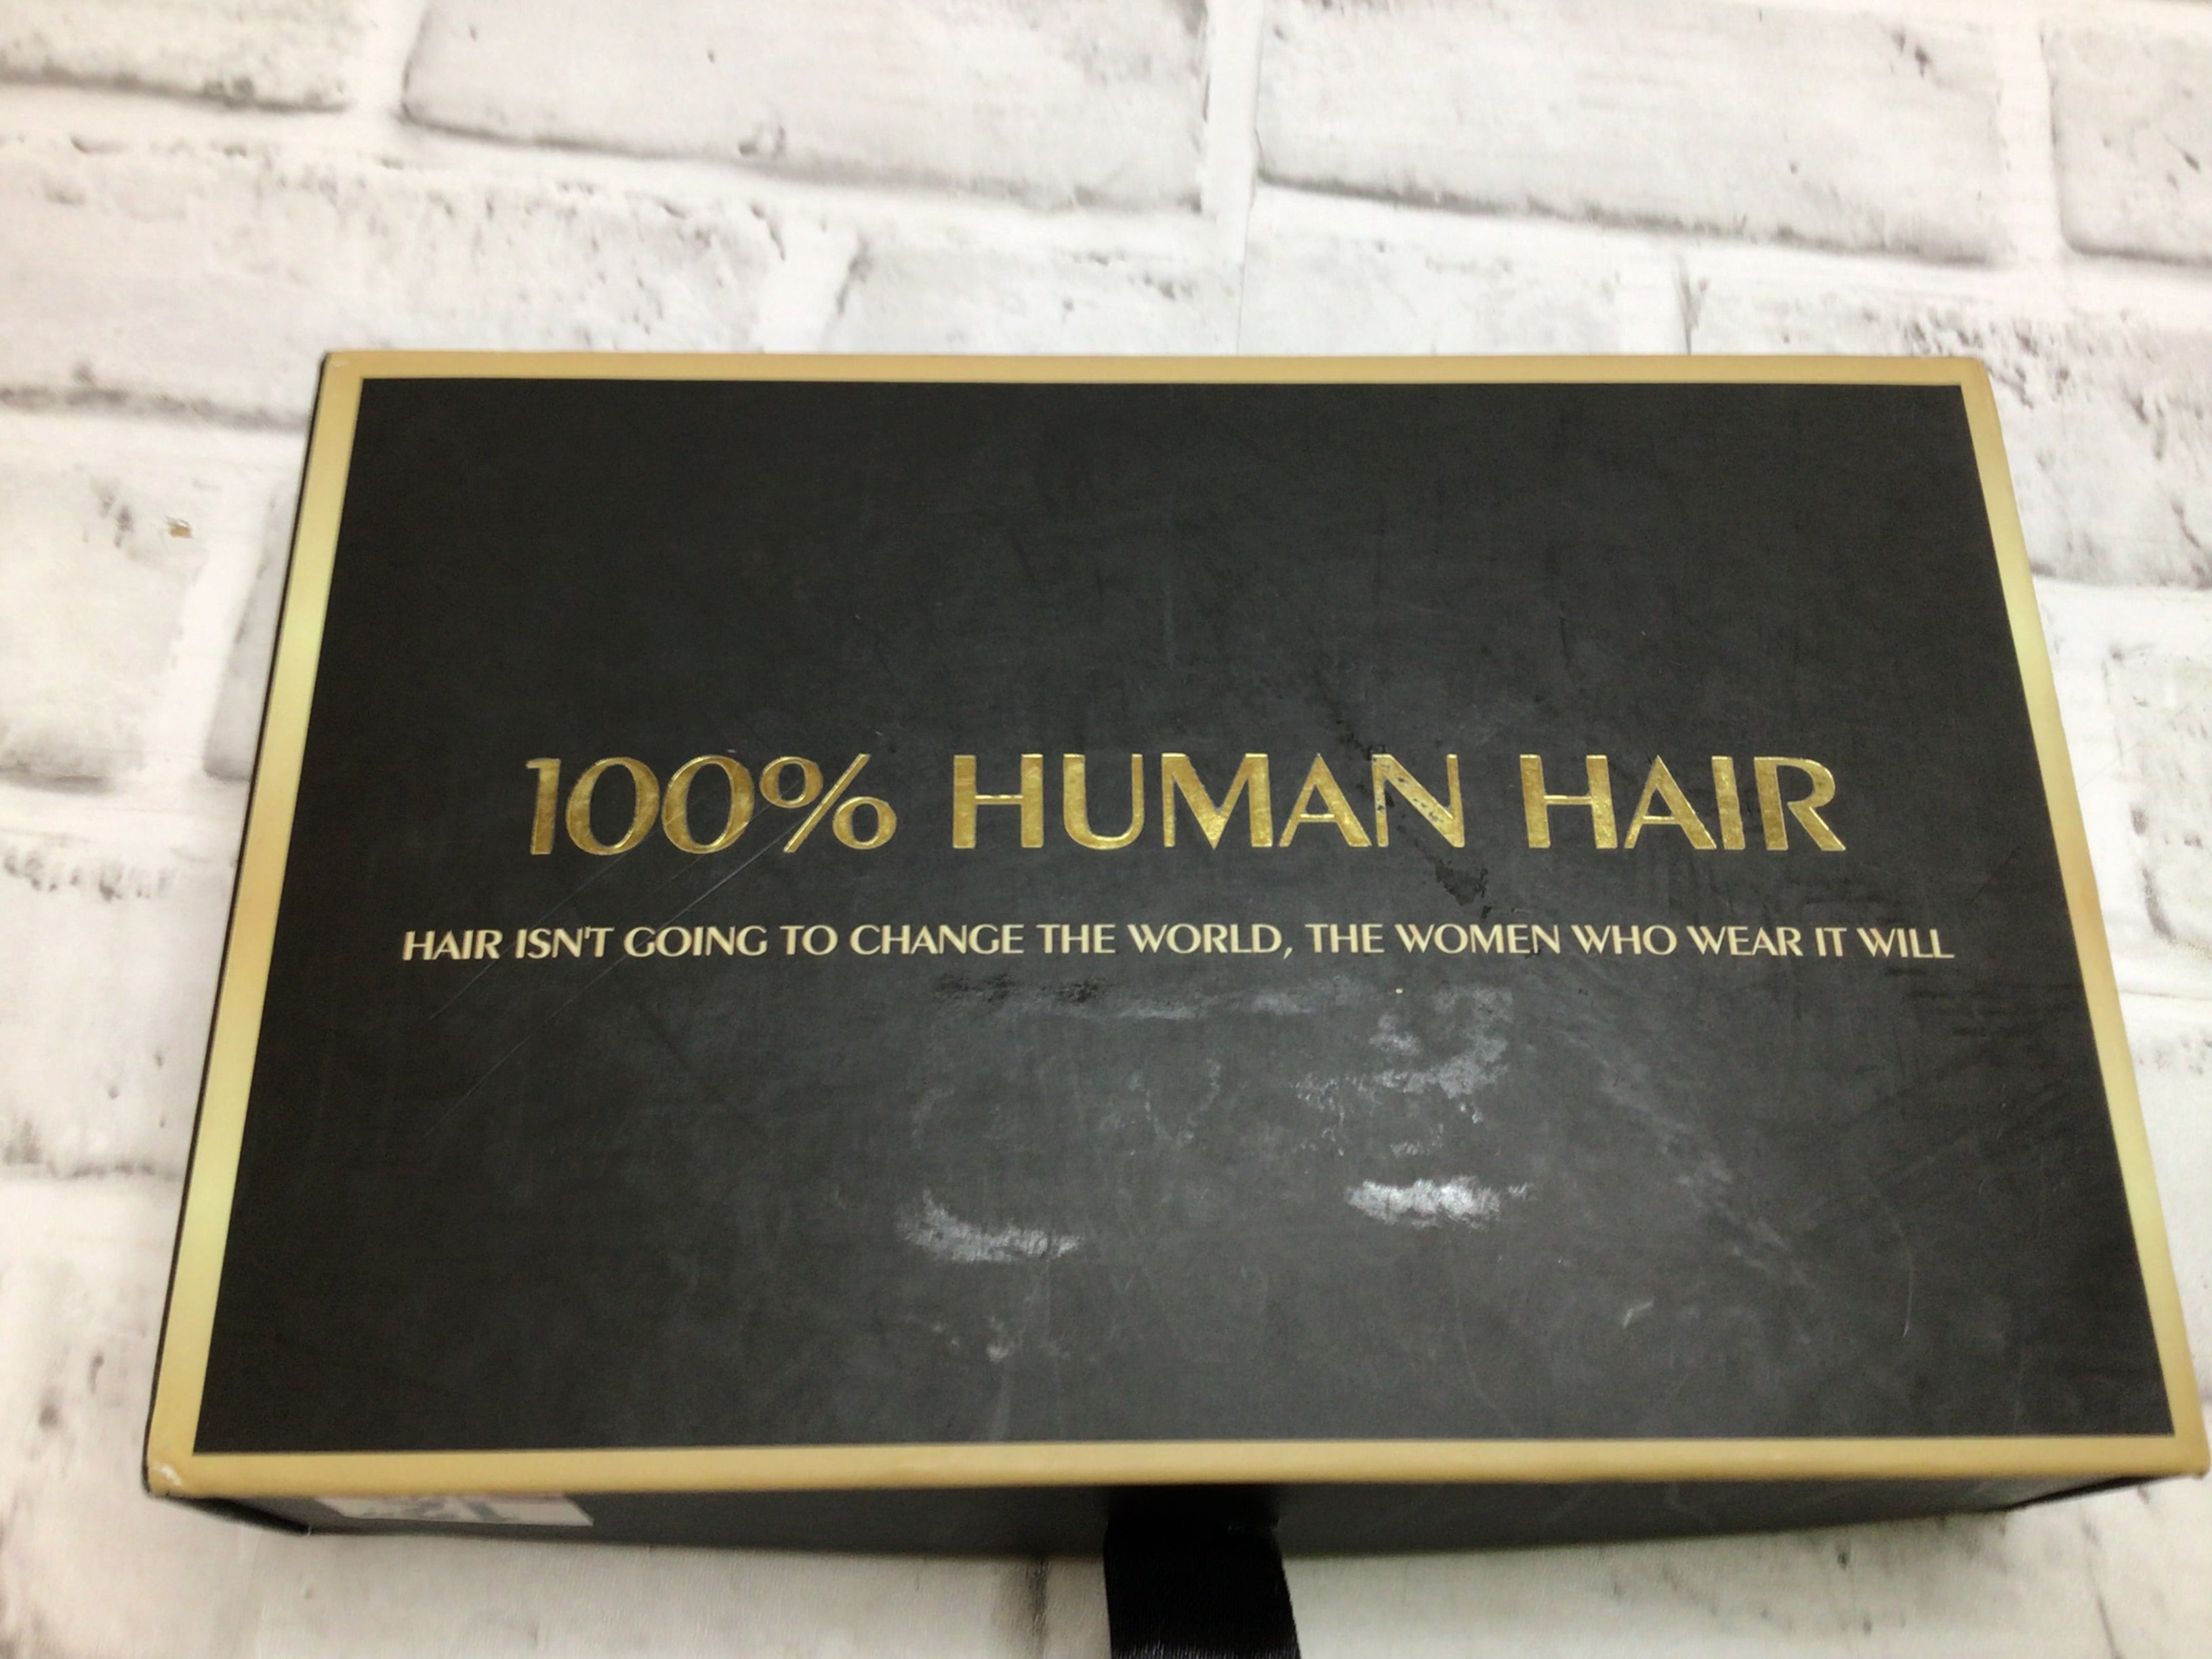 100% HUMAN HAIR
HAIR ISN'T GOING TO CHANGE THE WORLD, THE WOMEN WHO WEAR IT WILL